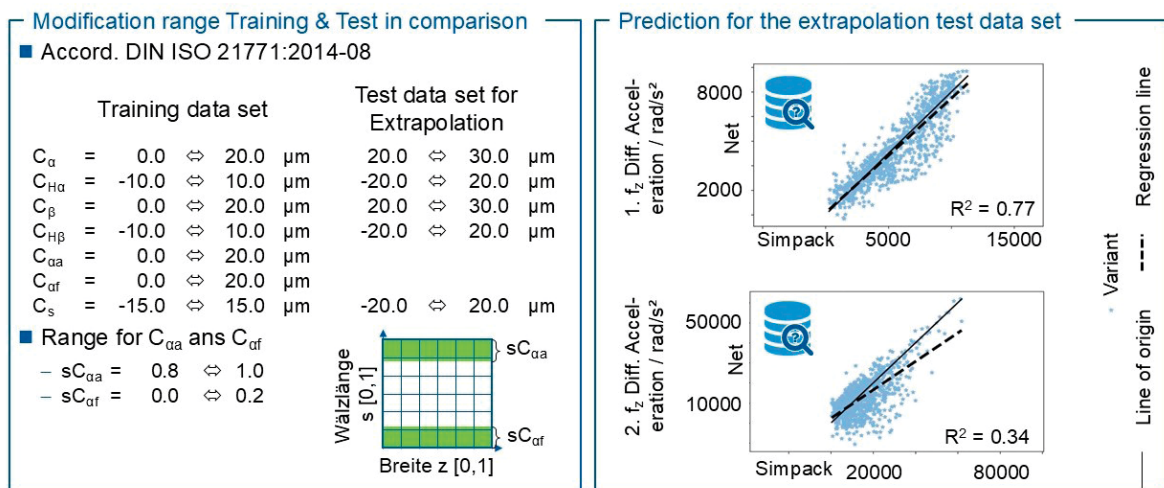 Modification range Training & Test in comparison
■ Accord. DIN ISO 21771:2014-08
Training data set
Test data set for
Extrapolation
Cα = 0.0 ⇔ 20.0 µm 20.0 ⇔ 30.0 µm
CHα = -10.0 ⇔ 10.0 µm -20.0 ⇔ 20.0 µm
Cβ = 0.0 ⇔ 20.0 µm 20.0 ⇔ 30.0 µm
CHβ = -10.0 ⇔ 10.0 µm -20.0 ⇔ 20.0 µm
Cαa = 0.0 ⇔ 20.0 µm
Cαf = 0.0 ⇔ 20.0 µm
Cs = -15.0 ⇔ 15.0 µm -20.0 ⇔ 20.0 µm
■ Range for Cαa ans Cαf
– sCαa = 0.8 ⇔ 1.0
– sCαf = 0.0 ⇔ 0.2
Wälzlänge
s [0,1]
sCαa
sCαf
Breite z [0,1]
Prediction for the extrapolation test data set
1. fz Diff. Accel-
eration / rad/s²
Net
8000
2000
?
R² = 0.77
Simpack 5000 15000
2. fz Diff. Accel-
eration / rad/s²
Net
50000
10000
?
R² = 0.34
Simpack 20000 80000
Variant
Line of origin
Regression line